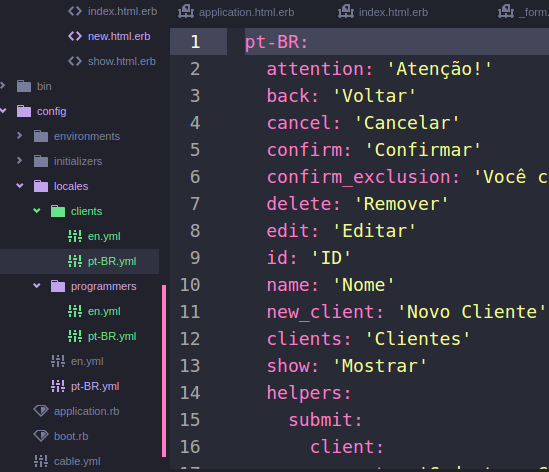 index.html.erb
new.html.erb
show.html.erb
bin
config
environments
initializers
locales
clients
en.yml
pt-BR.yml
programmers
en.yml
pt-BR.yml
en.yml
pt-BR.yml
application.rb
boot.rb
cable.yml
application.html.erb index.html.erb _form.
1 pt-BR:
2 attention: 'Atenção!'
3 back: 'Voltar'
4 cancel: 'Cancelar'
5 confirm: 'Confirmar'
6 confirm_exclusion: 'Você c
7 delete: 'Remover'
8 edit: 'Editar'
9 id: 'ID'
10 name: 'Nome'
11 new_client: 'Novo Cliente'
12 clients: 'Clientes'
13 show: 'Mostrar'
14 helpers:
15 submit:
16 client: